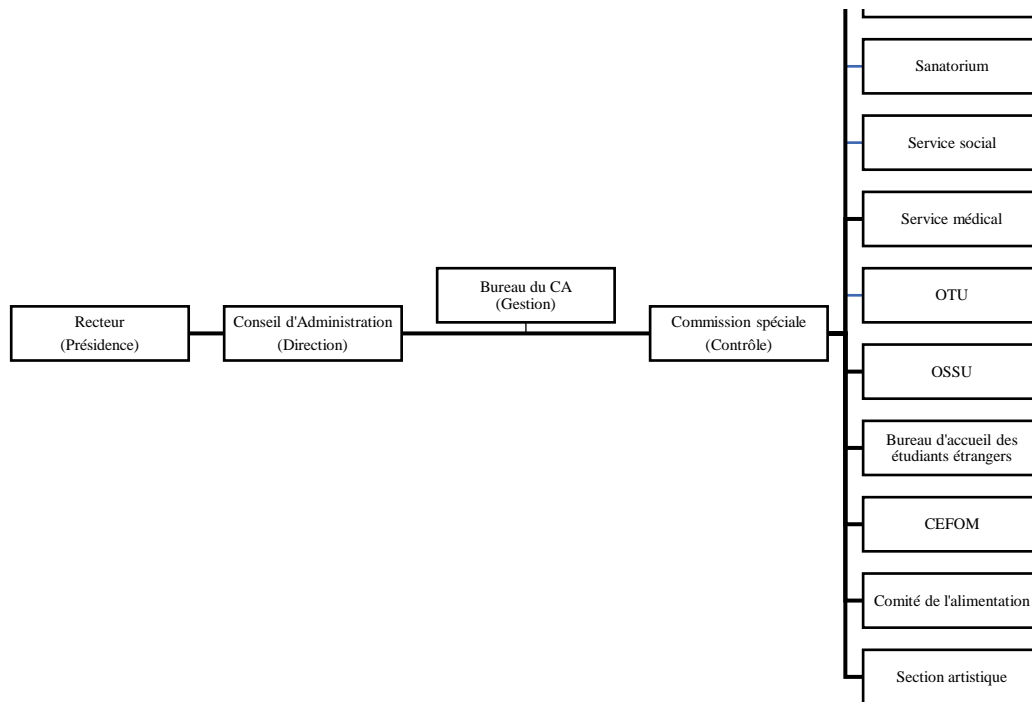 Recteur
(Présidence)
Conseil d'Administration
(Direction)
Bureau du CA
(Gestion)
Commission spéciale
(Contrôle)
Sanatorium
Service social
Service médical
OTU
OSSU
Bureau d'accueil des
étudiants étrangers
CEFOM
Comité de l'alimentation
Section artistique